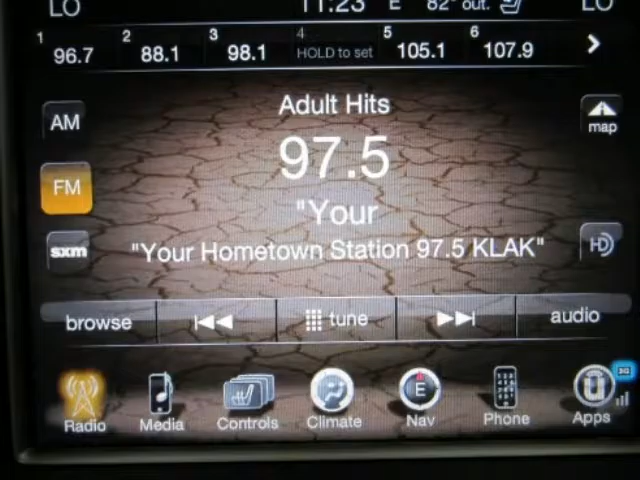 LO 11:23 E 82° out. LO
1 96.7 2 88.1 3 98.1 4 HOLD to set 5 105.1 6 107.9
AM Adult Hits map
97.5
FM "Your
sxm "Your Hometown Station 97.5 KLAK" HD
browse tune audio
E 3G
Radio Media Controls Climate Nav Phone Apps